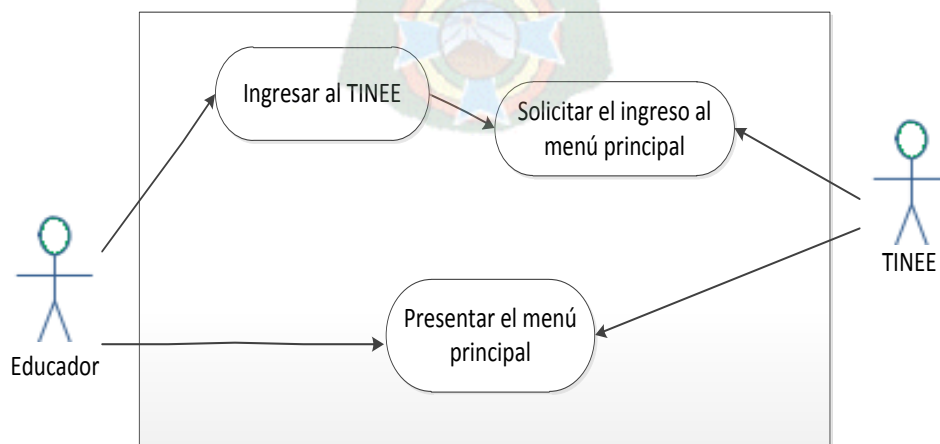 Ingresar al TINEE
Solicitar el ingreso al
menú principal
TINEE
Presentar el menú
principal
Educador